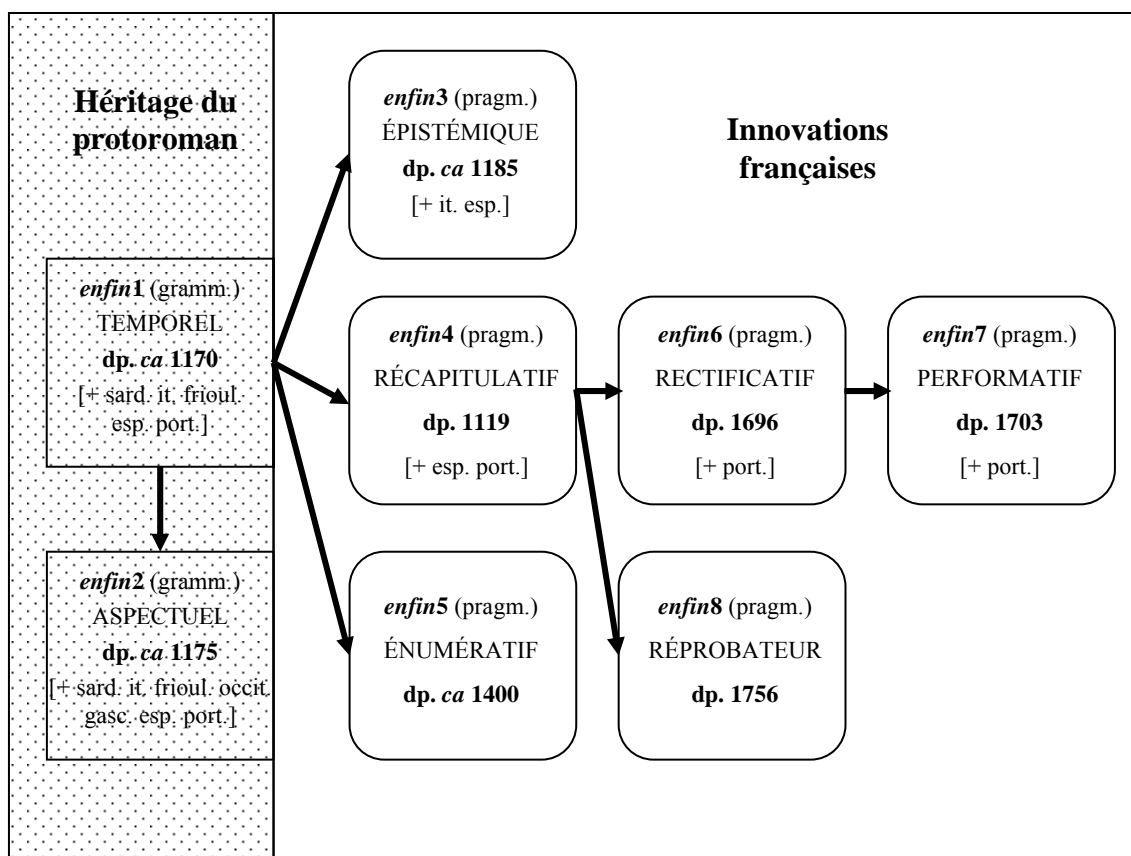 Héritage du
protoroman
enfin1 (gramm.)
TEMPOREL
dp. ca 1170
[+ sard. it. frioul.
esp. port.]
enfin2 (gramm.)
ASPECTUEL
dp. ca 1175
[+ sard. it. frioul. occit.
gasc. esp. port.]
Innovations
françaises
enfin3 (pragm.)
ÉPISTÉMIQUE
dp. ca 1185
[+ it. esp.]
enfin4 (pragm.)
RÉCAPITULATIF
dp. 1119
[+ esp. port.]
enfin6 (pragm.)
RECTIFICATIF
dp. 1696
[+ port.]
enfin7 (pragm.)
PERFORMATIF
dp. 1703
[+ port.]
enfin5 (pragm.)
ÉNUMÉRATIF
dp. ca 1400
enfin8 (pragm.)
RÉPROBATEUR
dp. 1756